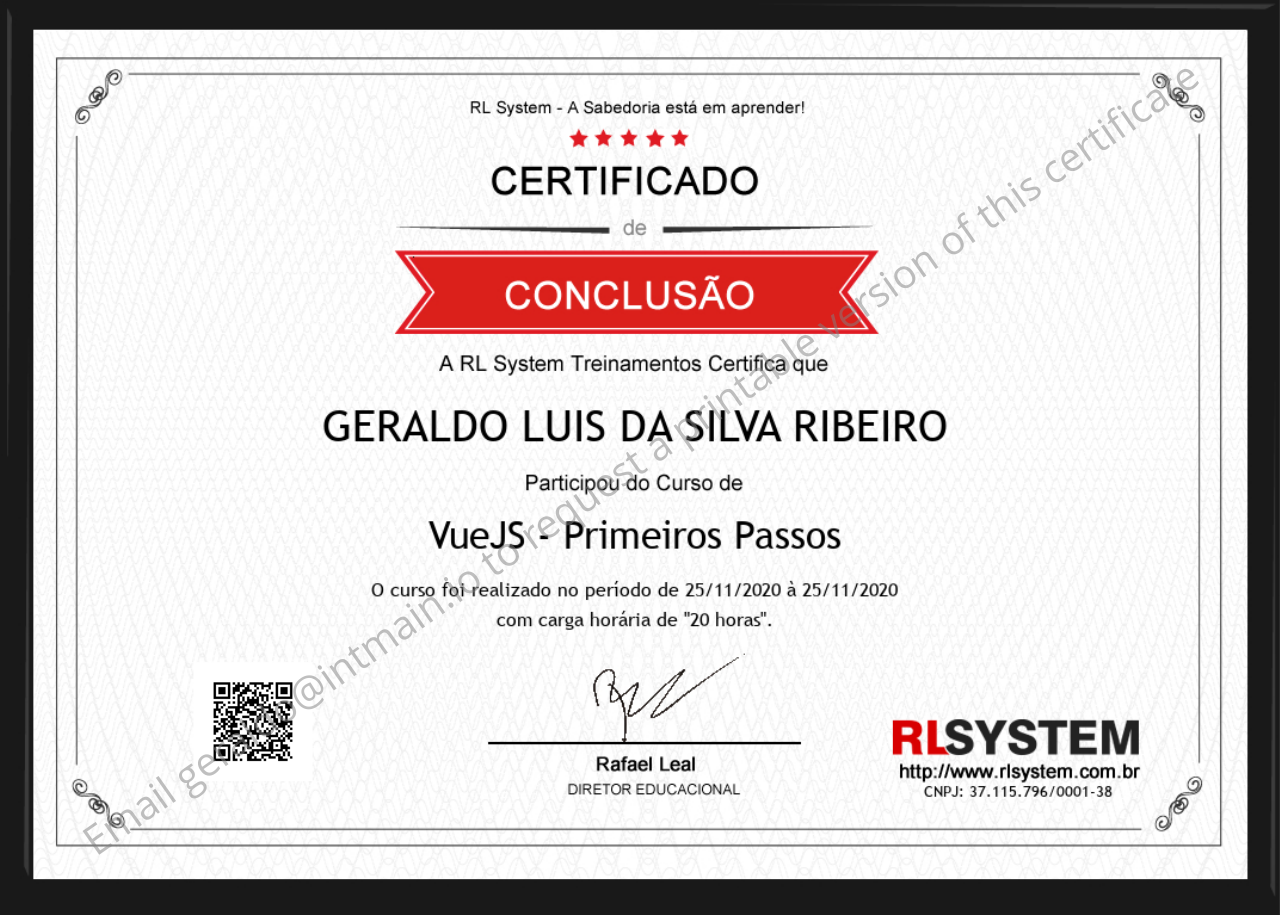 RL System - A Sabedoria está em aprender!
CERTIFICADO
de
CONCLUSÃO
A RL System Treinamentos Certifica que
GERALDO LUIS DA SILVA RIBEIRO
Participou do Curso de
VueJS - Primeiros Passos
O curso foi realizado no período de 25/11/2020 à 25/11/2020
com carga horária de "20 horas".
Rafael Leal
DIRETOR EDUCACIONAL
RLSYSTEM
http://www.rlsystem.com.br
CNPJ: 37.115.796/0001-38
Email @intmain.io to request a printable version of this certificate